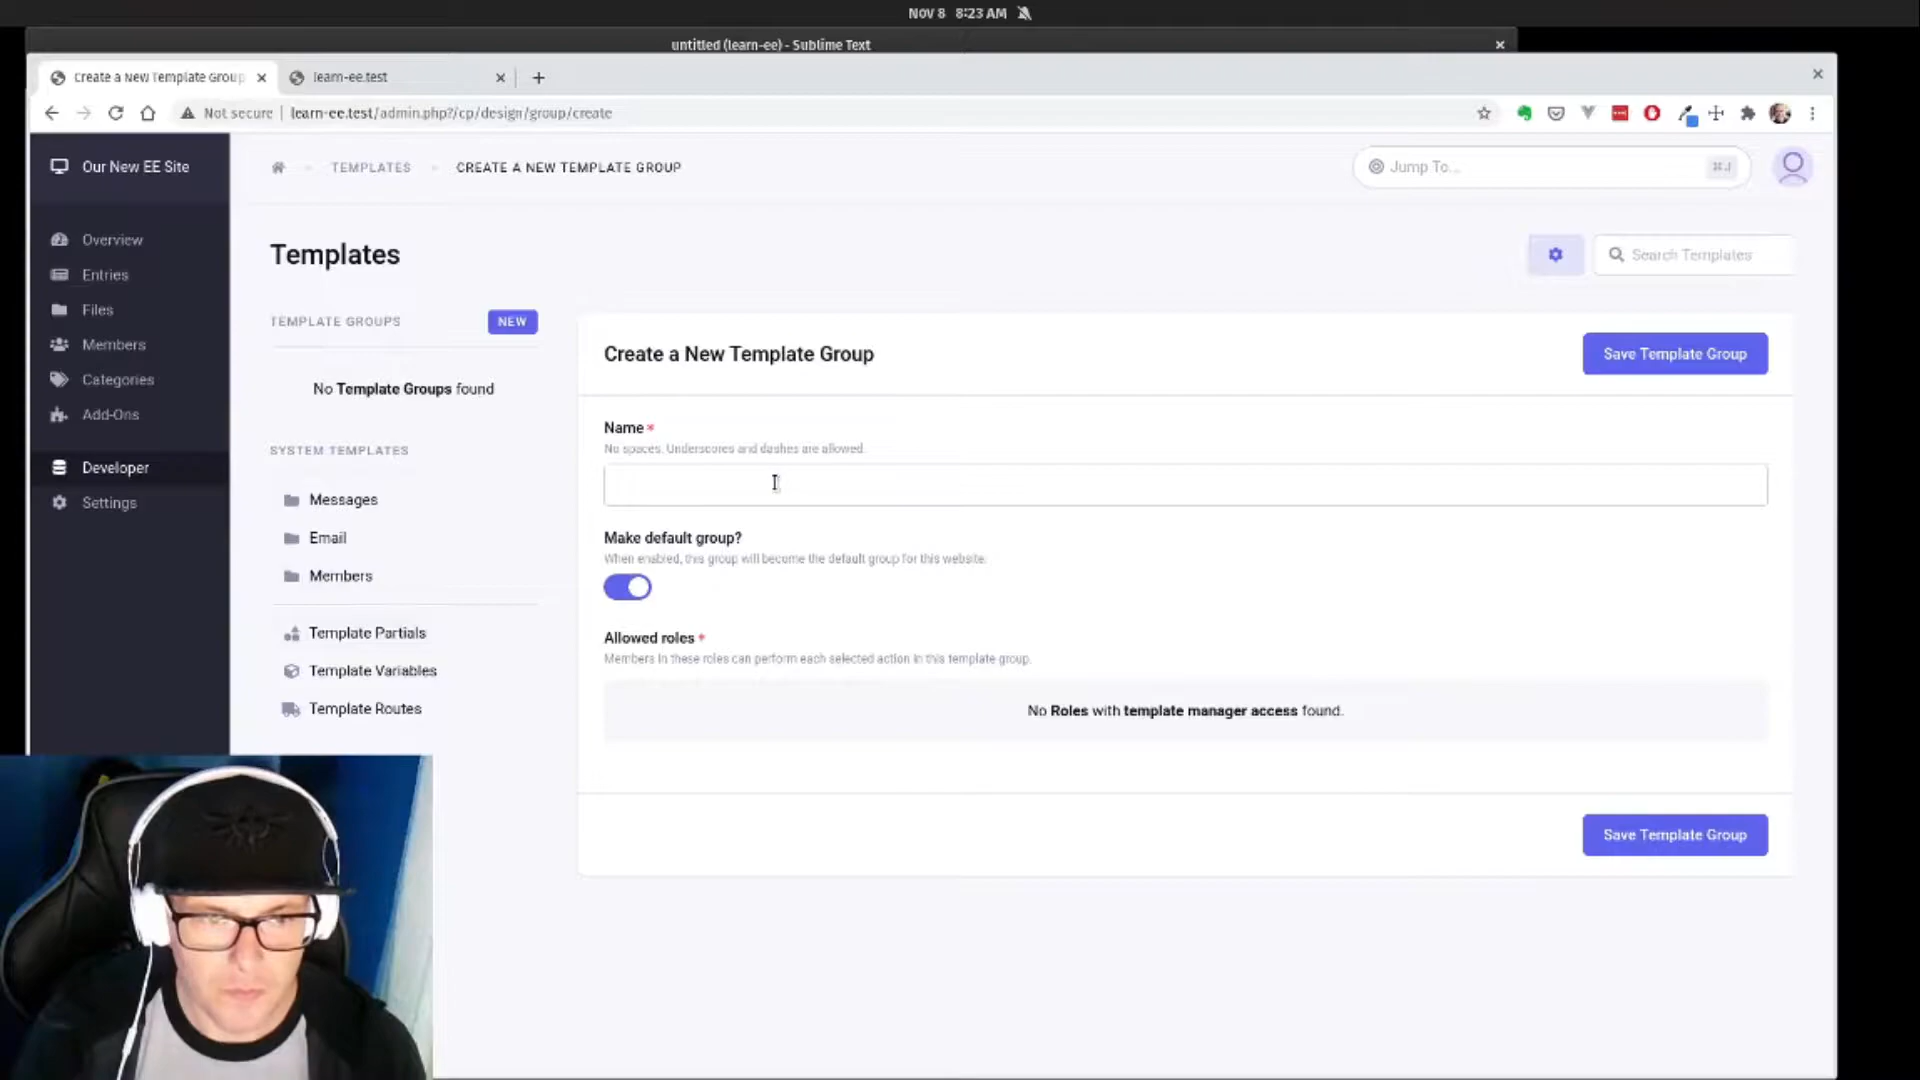 NOV 8 8:23 AM
untitled (learn-ee) - Sublime Text
Create a New Template Group
learn-ee.test
Not secure
learn-ee.test/admin.php?/cp/design/group/create
Our New EE Site
TEMPLATES
CREATE A NEW TEMPLATE GROUP
Jump To...
⌘J
Overview
Entries
Files
Members
Categories
Add-Ons
Developer
Settings
Templates
Search Templates
TEMPLATE GROUPS
NEW
No Template Groups found
SYSTEM TEMPLATES
Messages
Email
Members
Template Partials
Template Variables
Template Routes
Create a New Template Group
Save Template Group
Name *
No spaces. Underscores and dashes are allowed.
Make default group?
When enabled, this group will become the default group for this website.
Allowed roles *
Members in these roles can perform each selected action in this template group.
No Roles with template manager access found.
Save Template Group